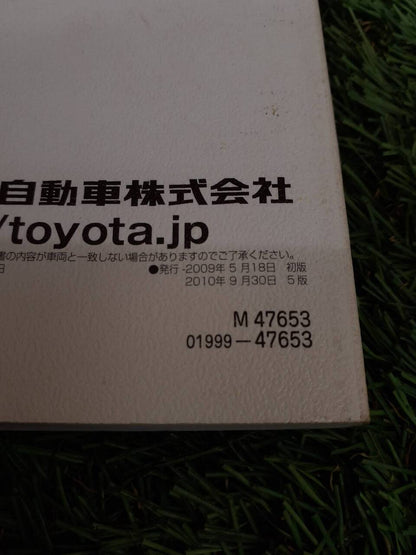 自動車株式会社
/toyota.jp
書の内容が車両と一致しない場合がありますのでご了承ください。
日 ●発行-2009年 5月18日 初版
2010年 9月30日 5版
M 47653
01999-47653